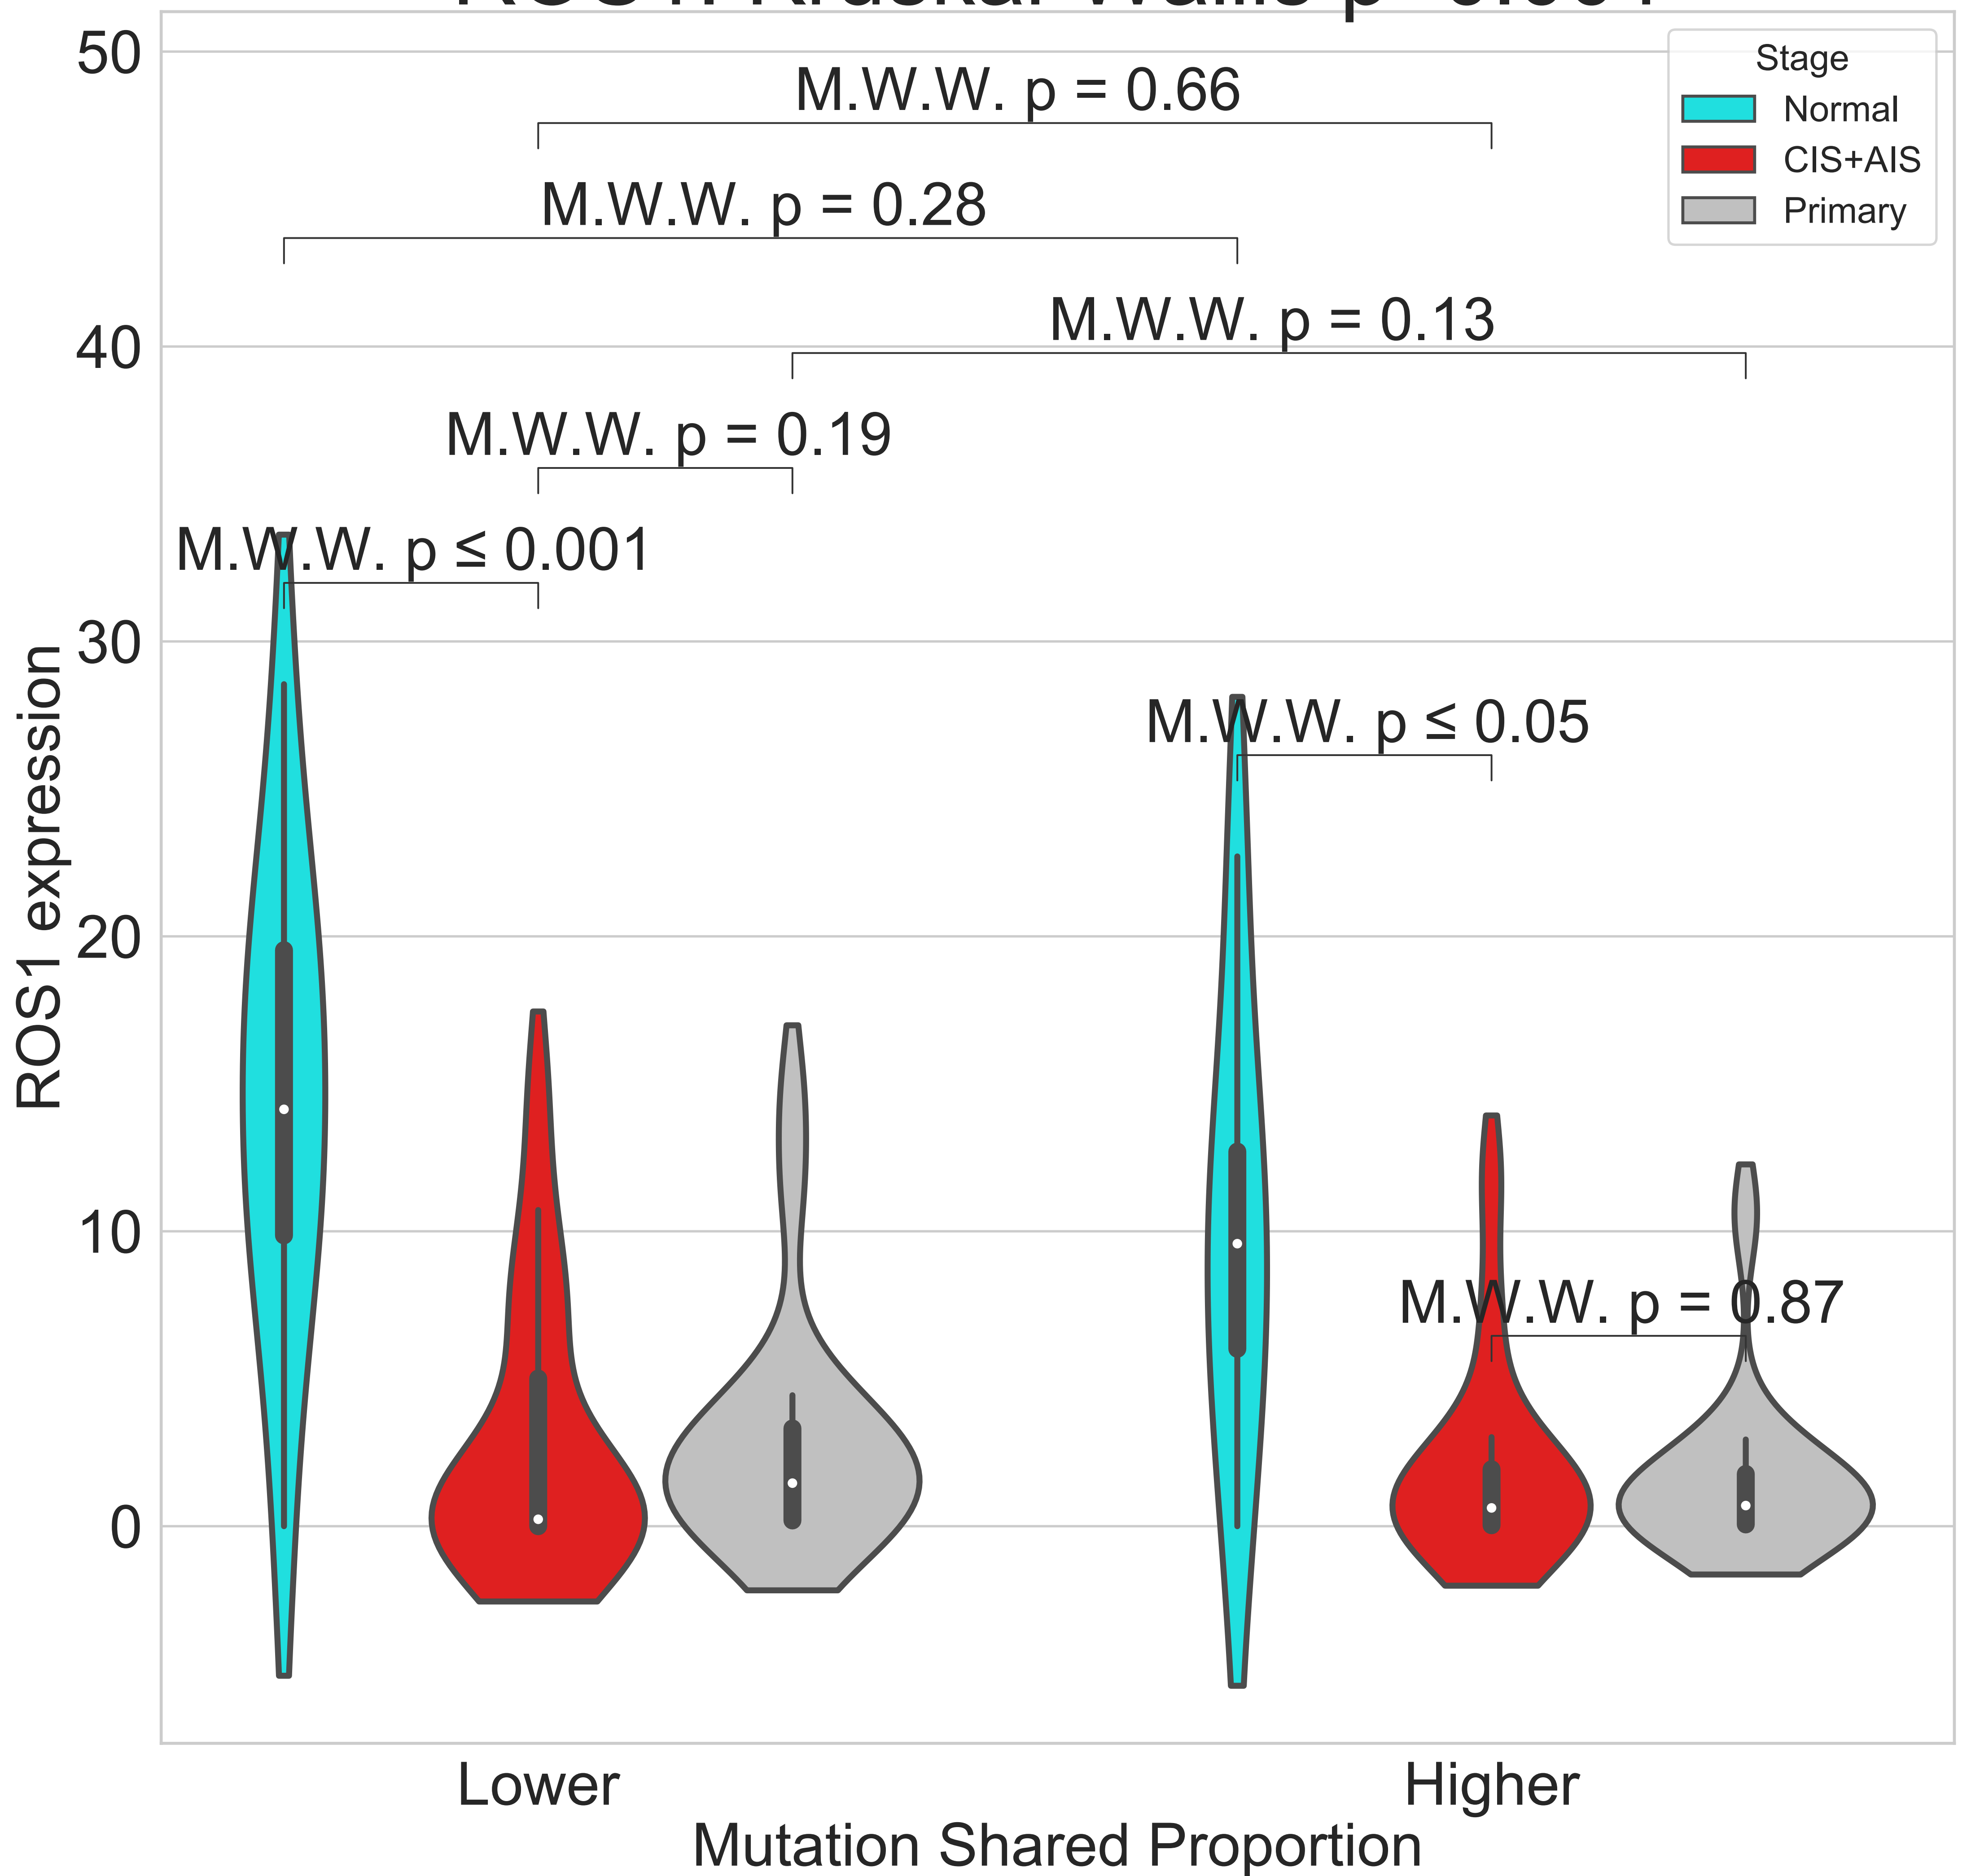 50
Stage
Normal
CIS+AIS
Primary
M.W.W. p = 0.66
M.W.W. p = 0.28
40
M.W.W. p = 0.13
M.W.W. p = 0.19
M.W.W. p ≤ 0.001
30
M.W.W. p ≤ 0.05
ROS1 expression
20
10
M.W.W. p = 0.87
0
Lower
Higher
Mutation Shared Proportion